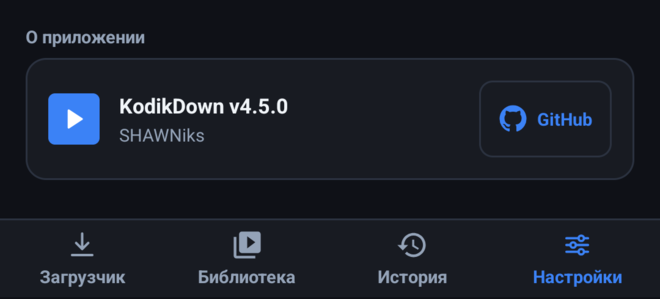 О приложении
KodikDown v4.5.0
SHAWNiks
GitHub
Загрузчик
Библиотека
История
Настройки